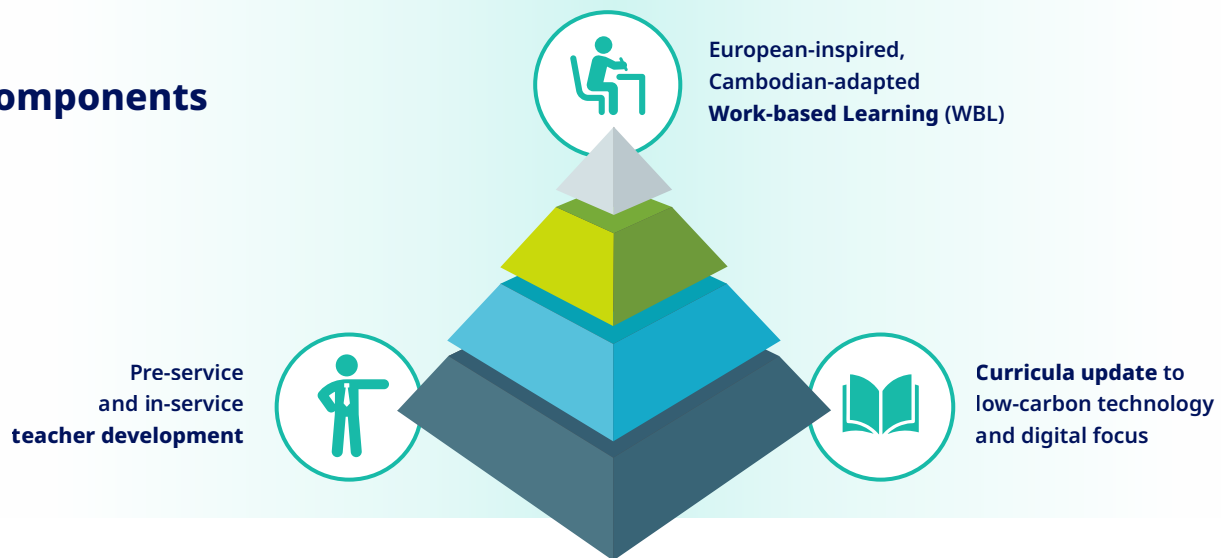 omponents
European-inspired,
Cambodian-adapted
Work-based Learning (WBL)
Pre-service
and in-service
teacher development
Curricula update to
low-carbon technology
and digital focus